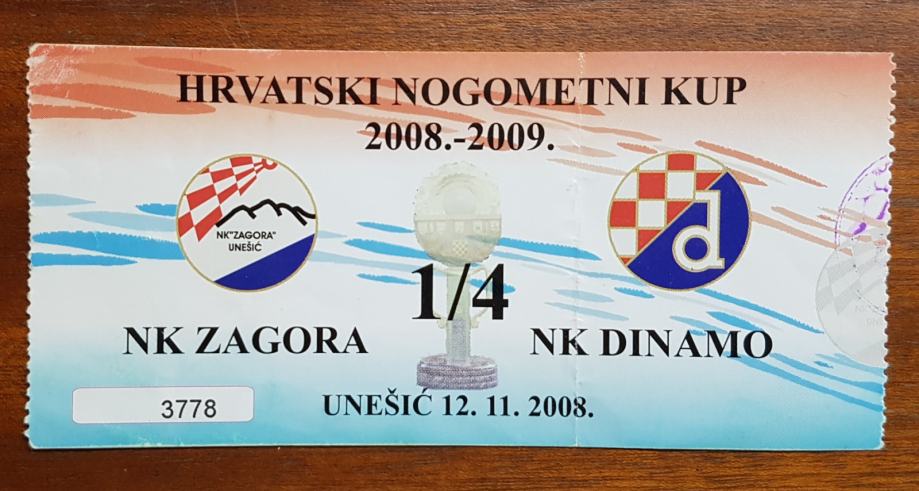 HRVATSKI NOGOMETNI KUP
2008.-2009.
NK"ZAGORA"
UNEŠIĆ
d
1/4
NK ZAGORA
NK DINAMO
3778
UNEŠIĆ 12. 11. 2008.